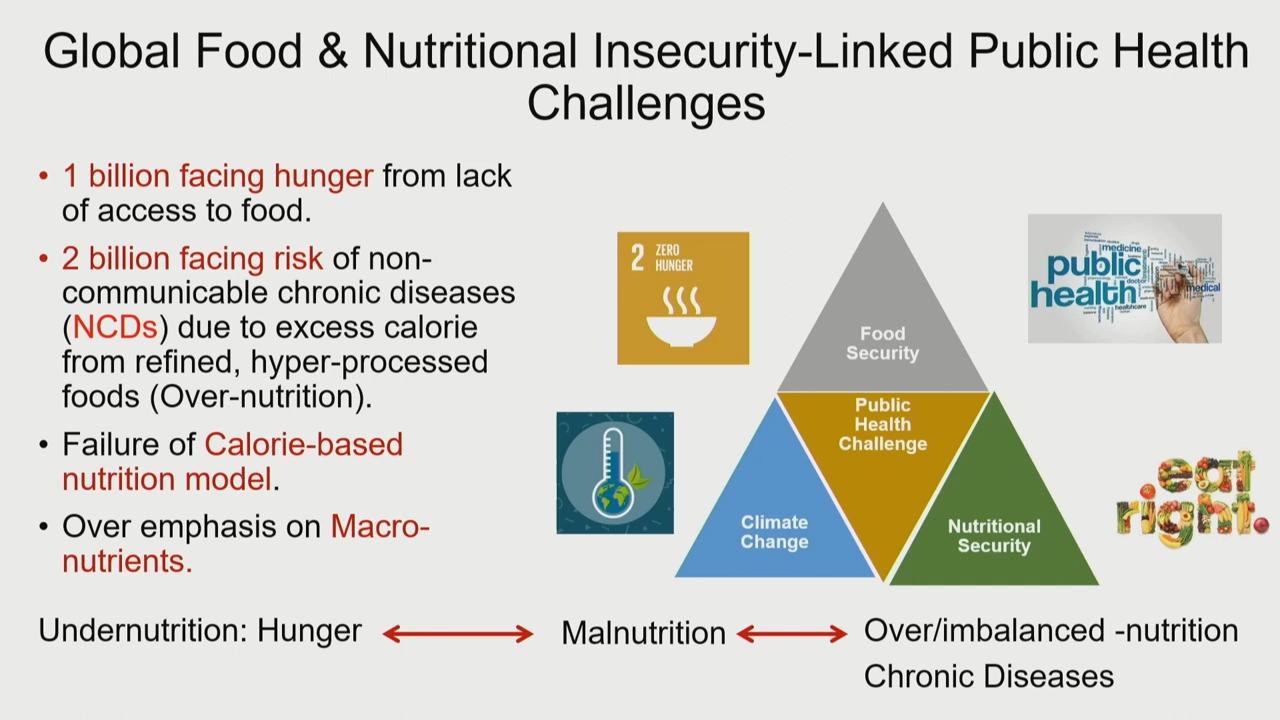 Global Food & Nutritional Insecurity-Linked Public Health
Challenges
• 1 billion facing hunger from lack
of access to food.
• 2 billion facing risk of non-
communicable chronic diseases
(NCDs) due to excess calorie
from refined, hyper-processed
foods (Over-nutrition).
• Failure of Calorie-based
nutrition model.
• Over emphasis on Macro-
nutrients.
2 ZERO
HUNGER
Food
Security
Public
Health
Challenge
Climate
Change
Nutritional
Security
medicine
public
doctor
health
medical
healthcare
eat
right.
Undernutrition: Hunger
Malnutrition
Over/imbalanced -nutrition
Chronic Diseases